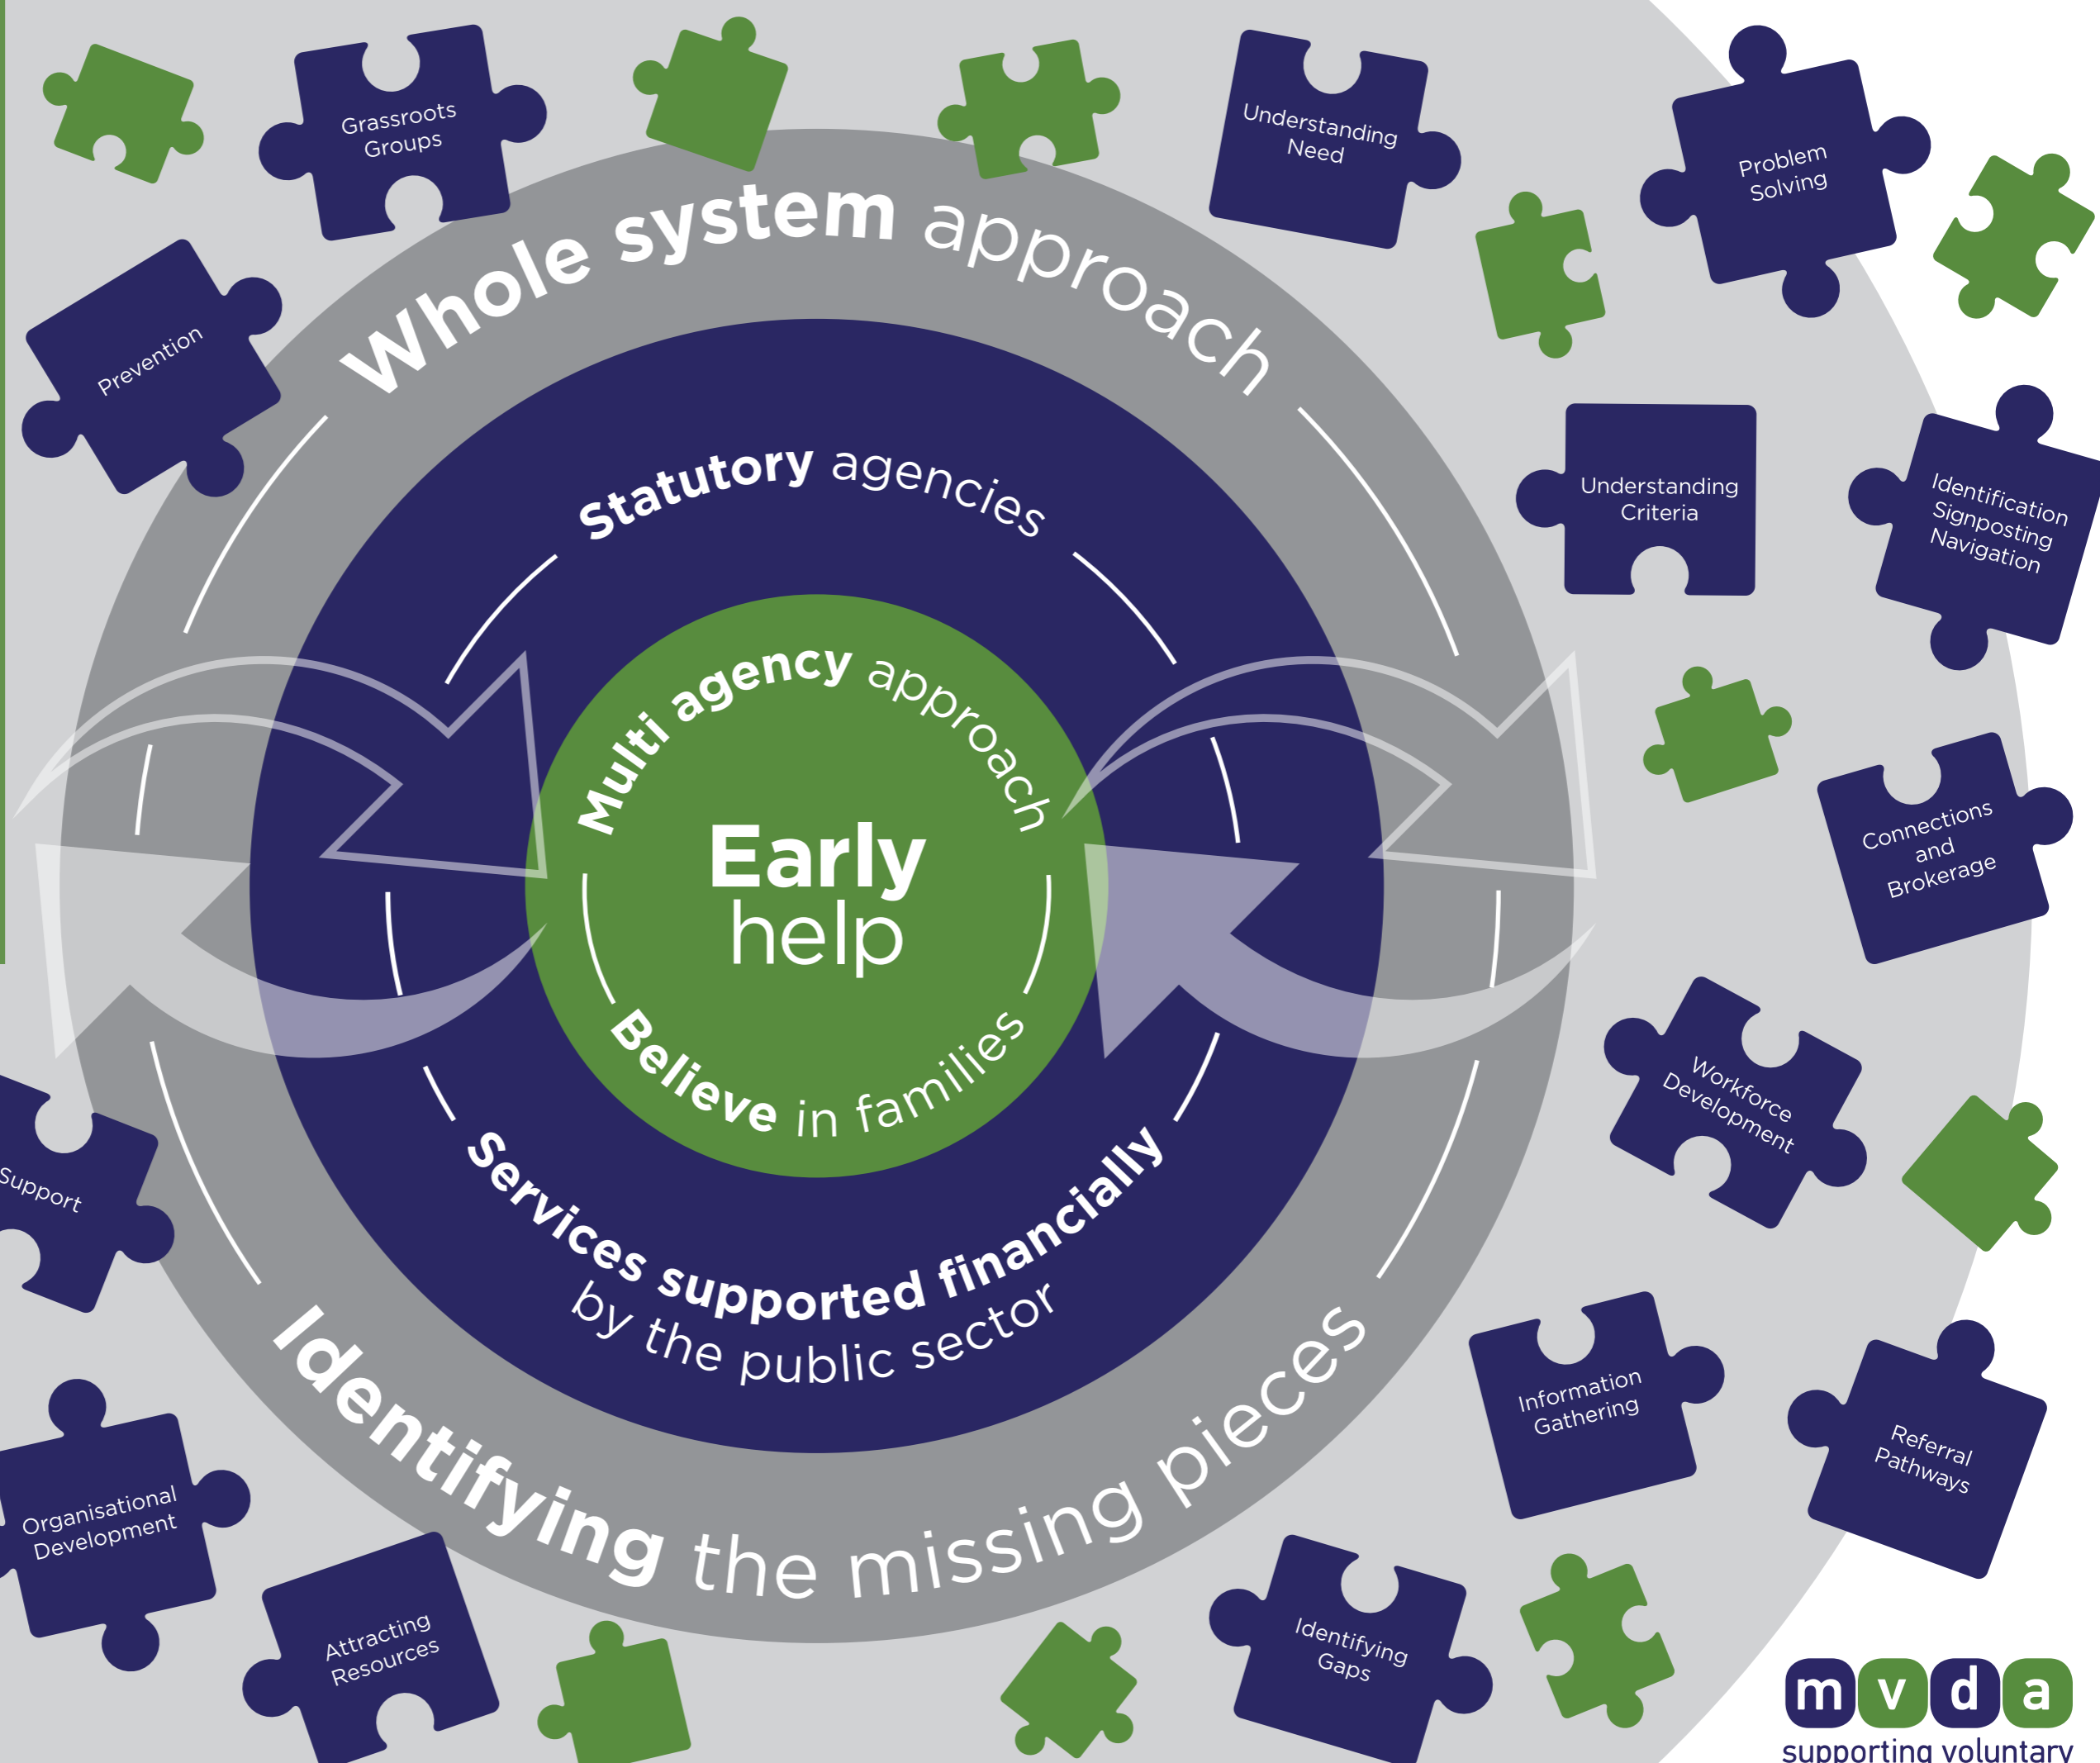 Grassroots
Groups
Understanding
Need
Problem
Solving
Prevention
Whole system approach
Statutory agencies
Understanding
Criteria
Identification
Signposting
Navigation
Multi agency approach
Early
help
Believe in families
Connections
and
Brokerage
Workforce
Development
Support
Services supported financially
by the public sector
Identifying the missing pieces
Information
Gathering
Referral
Pathways
Organisational
Development
Attracting
Resources
Identifying
Gaps
mvda
supporting voluntary